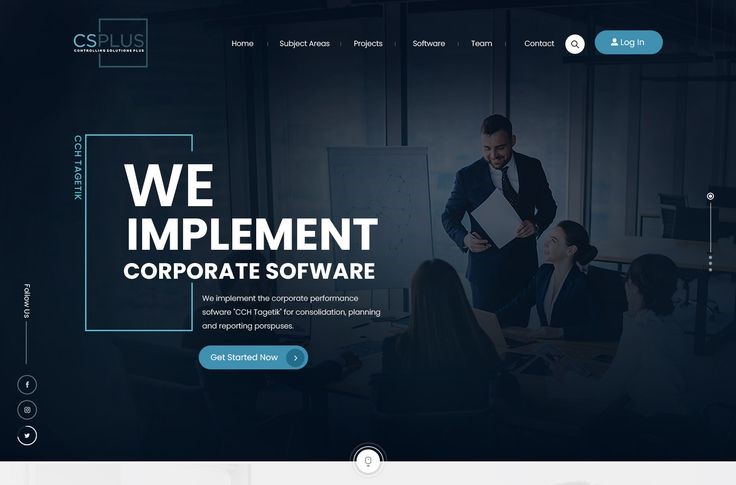 CSPLUS
CONTROLLING SOLUTIONS PLUS
Home
Subject Areas
Projects
Software
Team
Contact
Log In
CCH TAGETIK
WE
IMPLEMENT
CORPORATE SOFWARE
We implement the corporate performance
sofware "CCH Tagetik" for consolidation, planning
and reporting porspuses.
Get Started Now
Follow Us